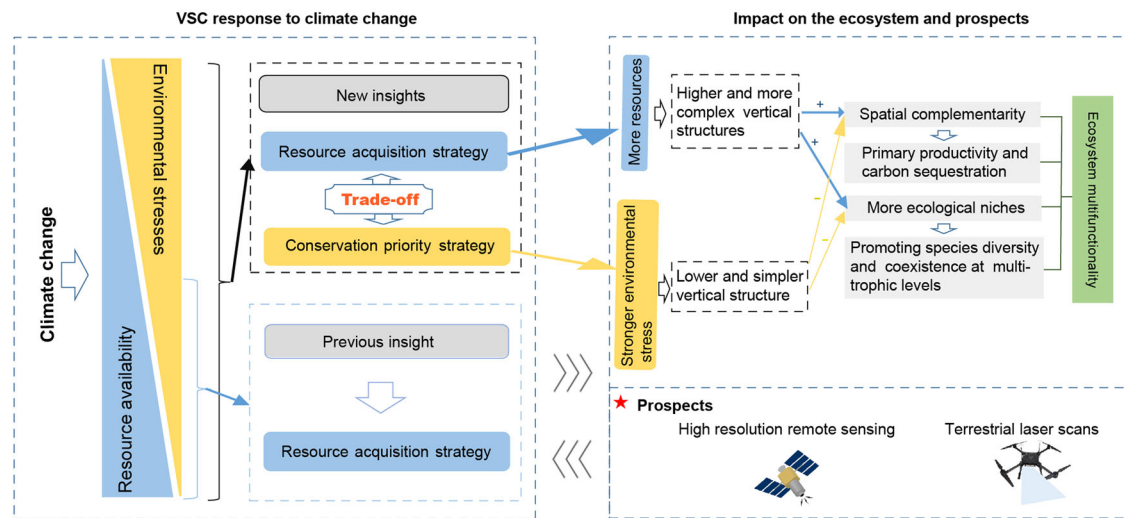 VSC response to climate change
Climate change
Environmental stresses
Resource availability
New insights
Resource acquisition strategy
Trade-off
Conservation priority strategy
Previous insight
Resource acquisition strategy
Impact on the ecosystem and prospects
More resources
Higher and more
complex vertical
structures
+
+
Stronger environmental
stress
Lower and simpler
vertical structure
-
-
Spatial complementarity
Primary productivity and
carbon sequestration
More ecological niches
Promoting species diversity
and coexistence at multi-
trophic levels
Ecosystem multifunctionality
Prospects
High resolution remote sensing
Terrestrial laser scans